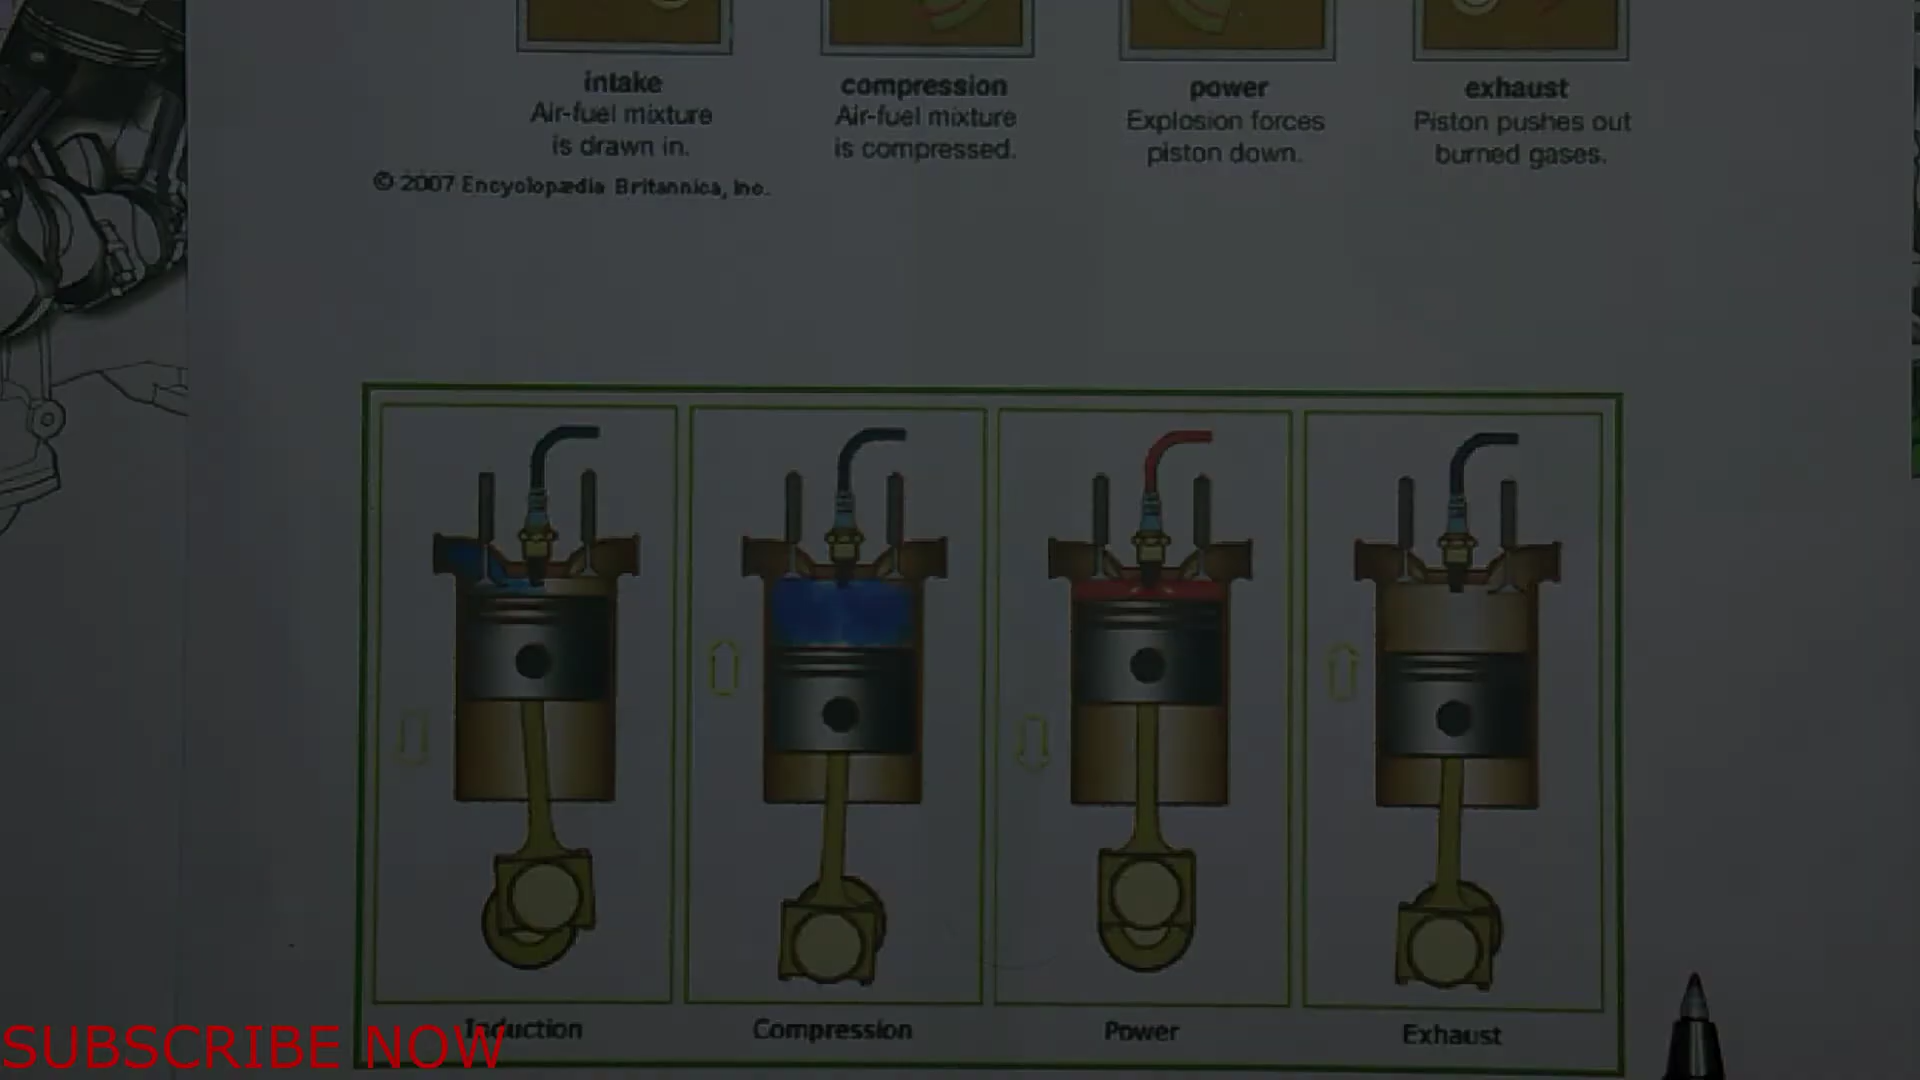 intake
Air-fuel mixture
is drawn in.
compression
Air-fuel mixture
is compressed.
power
Explosion forces
piston down.
exhaust
Piston pushes out
burned gases.
© 2007 Encyclopædia Britannica, Inc.
Induction
Compression
Power
Exhaust
SUBSCRIBE NOW